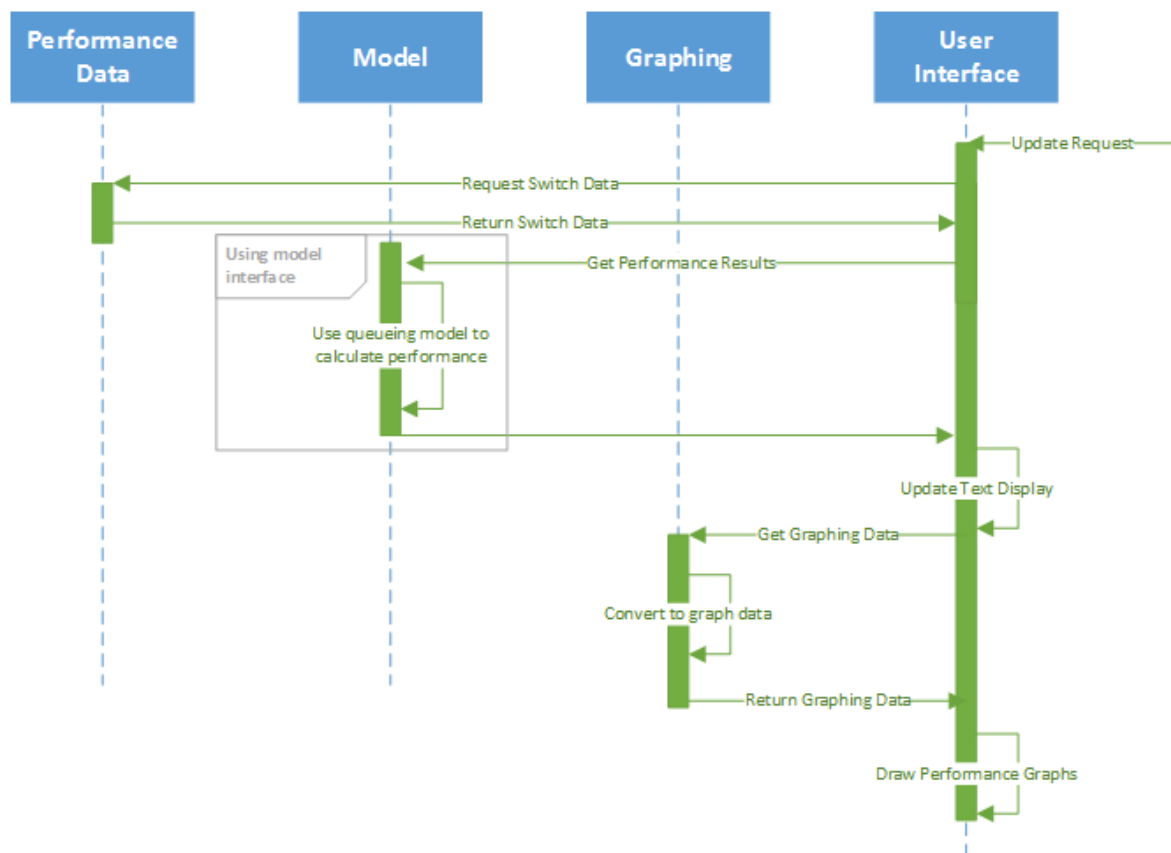 Performance
Data
Model
Graphing
User
Interface
Update Request
Request Switch Data
Return Switch Data
Using model
interface
Get Performance Results
Use queueing model to
calculate performance
Update Text Display
Get Graphing Data
Convert to graph data
Return Graphing Data
Draw Performance Graphs